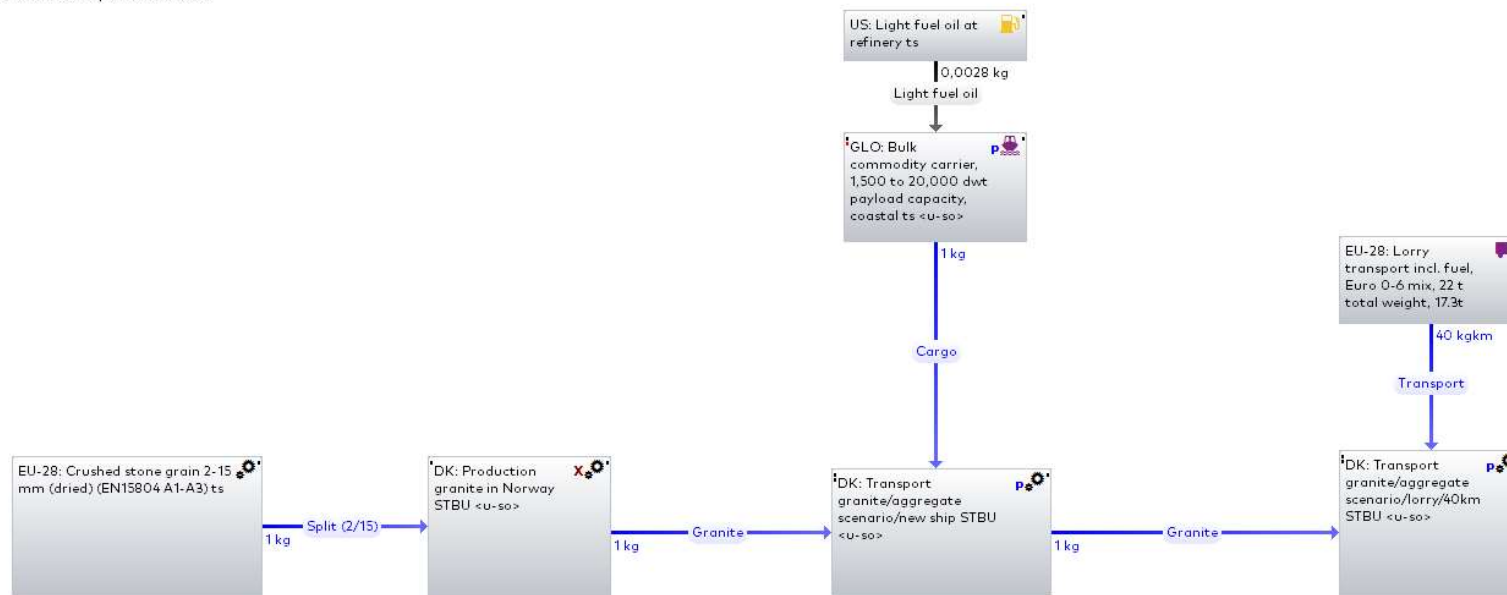 US: Light fuel oil at
refinery ts
0,0028 kg
Light fuel oil
GLO: Bulk
commodity carrier,
1,500 to 20,000 dwt
payload capacity,
coastal ts <u-so>
p
1 kg
Cargo
EU-28: Lorry
transport incl. fuel,
Euro 0-6 mix, 22 t
total weight, 17.3t
40 kgkm
Transport
EU-28: Crushed stone grain 2-15
mm (dried) (EN15804 A1-A3) ts
1 kg
Split (2/15)
DK: Production
granite in Norway
STBU <u-so>
X
1 kg
Granite
DK: Transport
granite/aggregate
scenario/new ship STBU
<u-so>
p
1 kg
Granite
DK: Transport
granite/aggregate
scenario/lorry/40km
STBU <u-so>
p